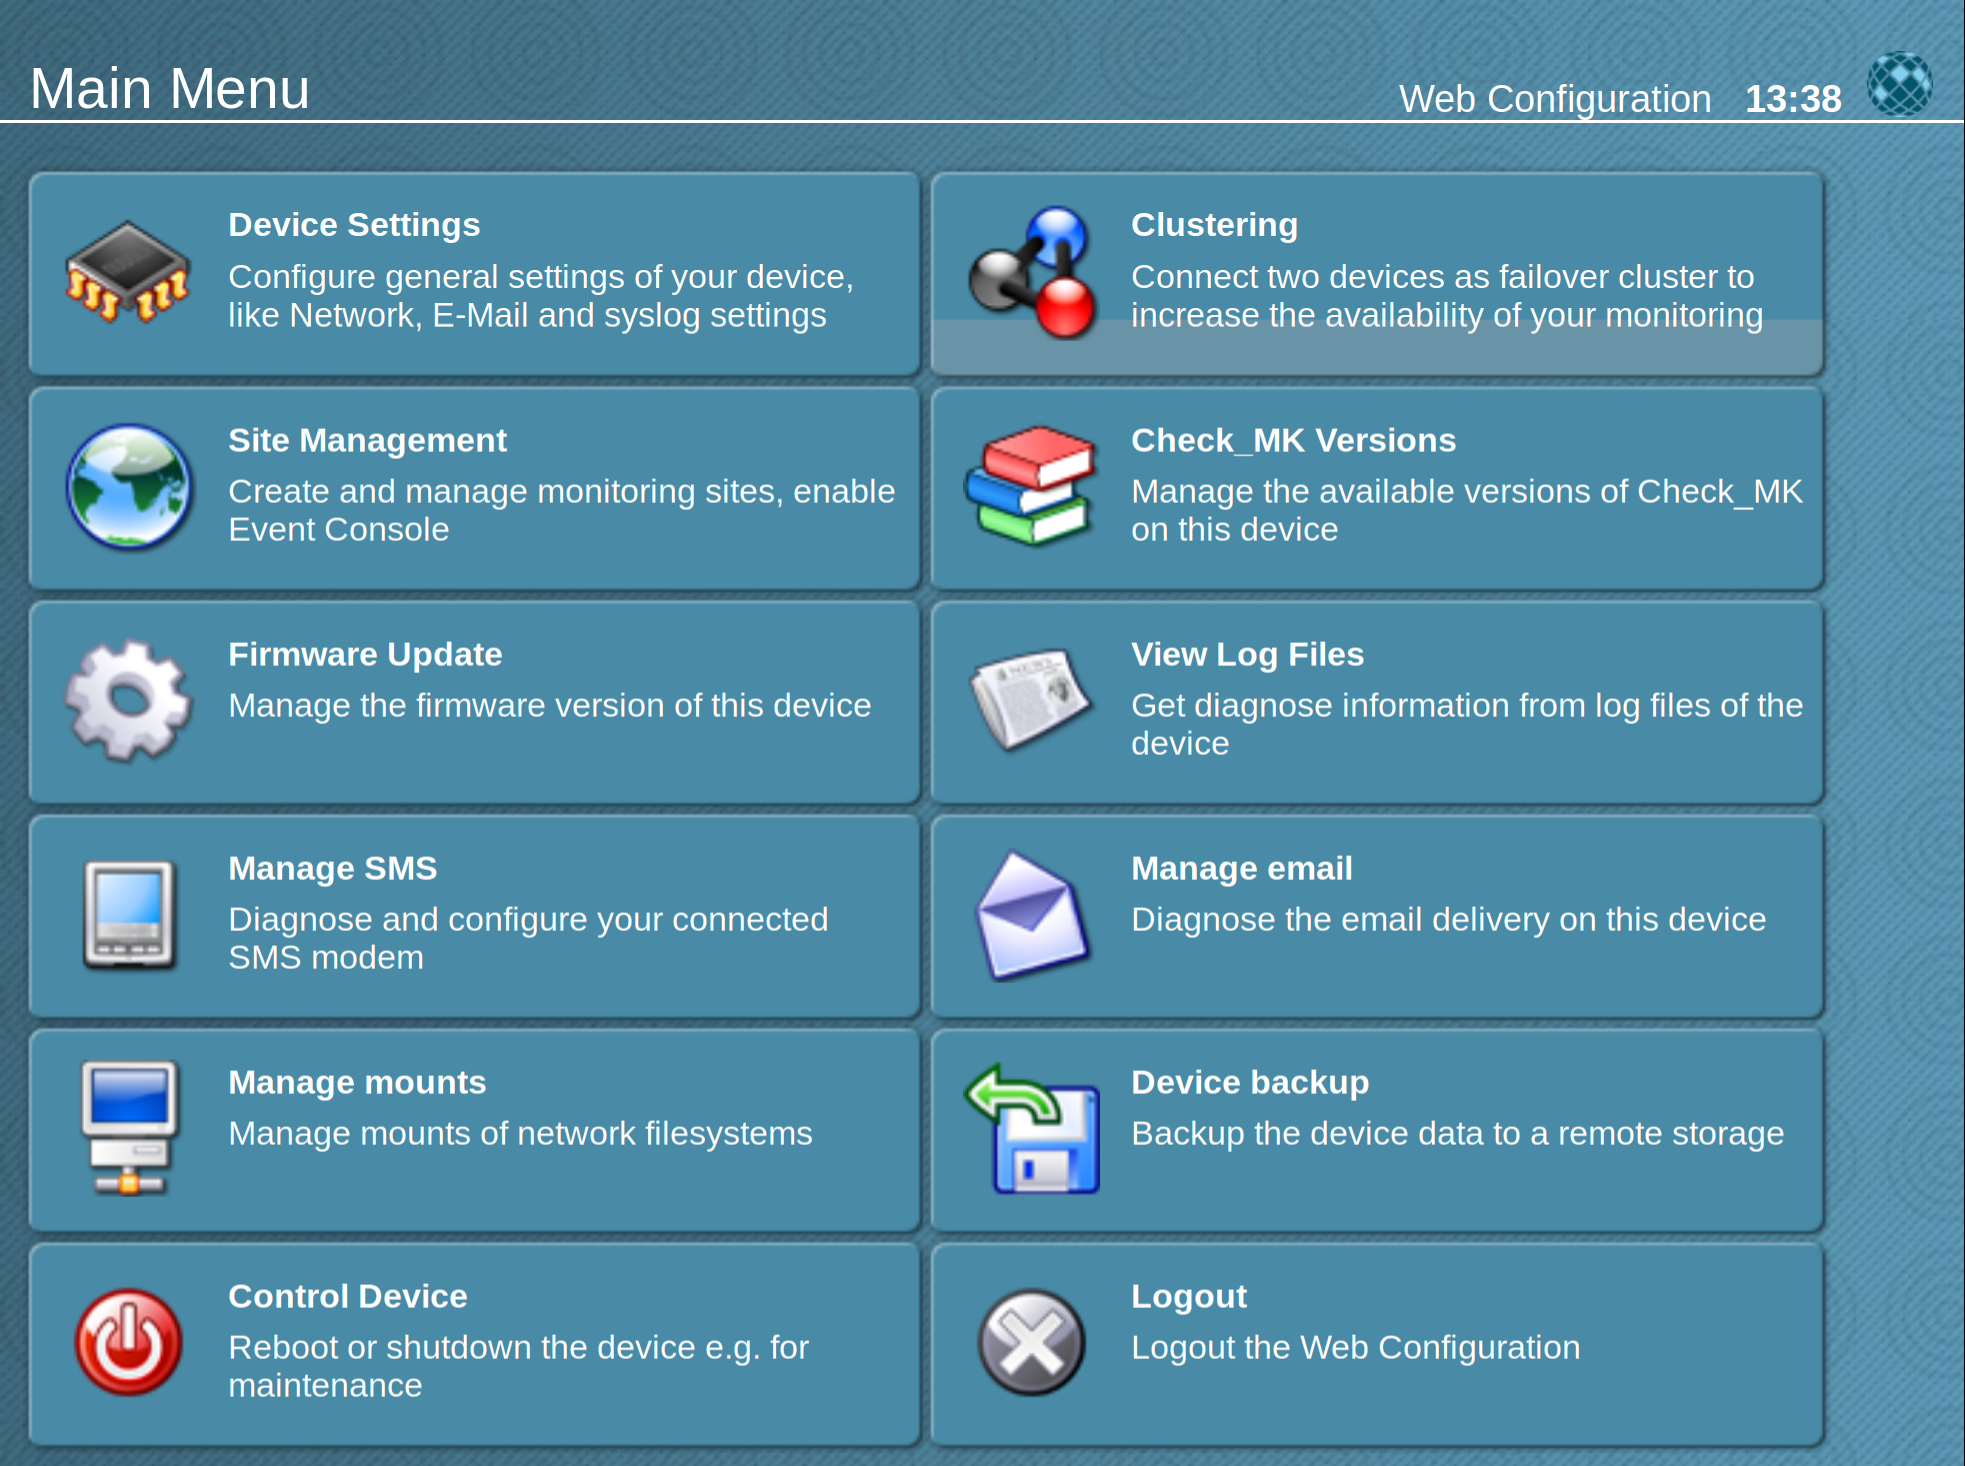 Main Menu
Web Configuration 13:38
Device Settings
Configure general settings of your device,
like Network, E-Mail and syslog settings
Clustering
Connect two devices as failover cluster to
increase the availability of your monitoring
Site Management
Create and manage monitoring sites, enable
Event Console
Check_MK Versions
Manage the available versions of Check_MK
on this device
Firmware Update
Manage the firmware version of this device
View Log Files
Get diagnose information from log files of the
device
Manage SMS
Diagnose and configure your connected
SMS modem
Manage email
Diagnose the email delivery on this device
Manage mounts
Manage mounts of network filesystems
Device backup
Backup the device data to a remote storage
Control Device
Reboot or shutdown the device e.g. for
maintenance
Logout
Logout the Web Configuration